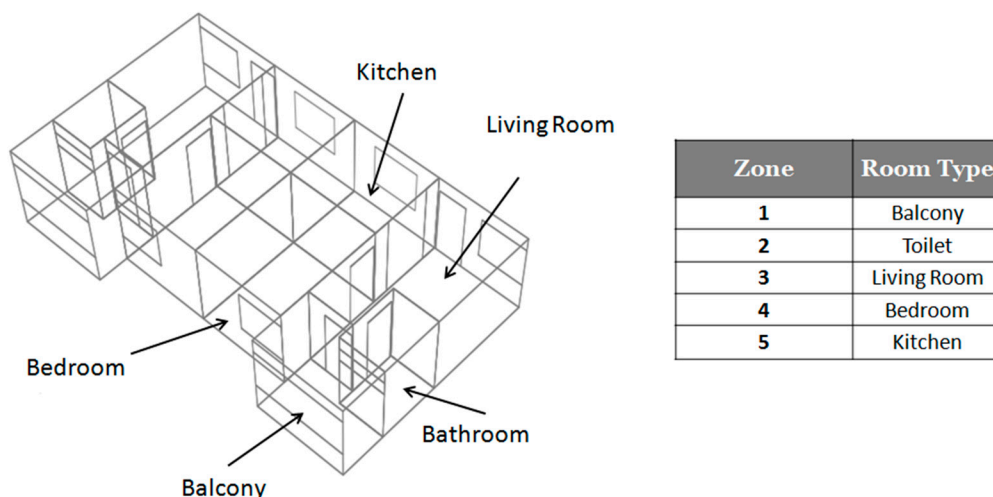 Kitchen
Living Room
Bedroom
Bathroom
Balcony
Zone Room Type
1 Balcony
2 Toilet
3 Living Room
4 Bedroom
5 Kitchen